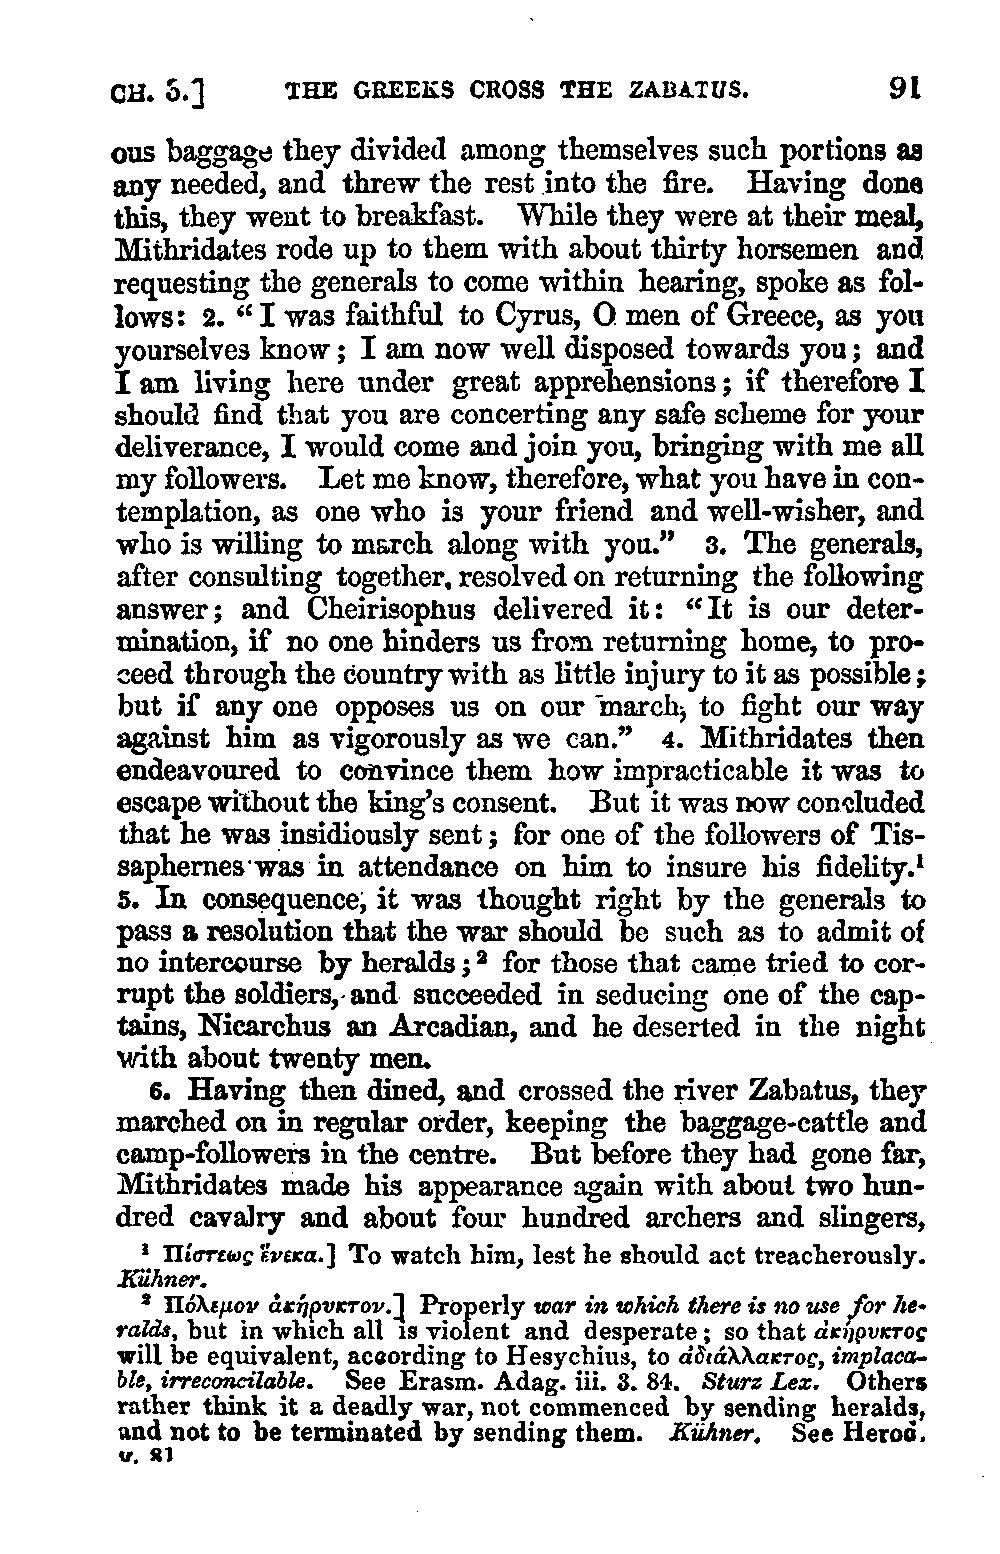 CH. 5.] THE GREEKS CROSS THE ZABATUS. 91
ous baggage they divided among themselves such portions as
any needed, and threw the rest into the fire. Having done
this, they went to breakfast. While they were at their meal,
Mithridates rode up to them with about thirty horsemen and
requesting the generals to come within hearing, spoke as fol-
lows: 2. “I was faithful to Cyrus, O men of Greece, as you
yourselves know; I am now well disposed towards you; and
I am living here under great apprehensions; if therefore I
should find that you are concerting any safe scheme for your
deliverance, I would come and join you, bringing with me all
my followers. Let me know, therefore, what you have in con-
templation, as one who is your friend and well-wisher, and
who is willing to march along with you.” 3. The generals,
after consulting together, resolved on returning the following
answer; and Cheirisophus delivered it: “It is our deter-
mination, if no one hinders us from returning home, to pro-
ceed through the country with as little injury to it as possible;
but if any one opposes us on our march, to fight our way
against him as vigorously as we can.” 4. Mithridates then
endeavoured to convince them how impracticable it was to
escape without the king’s consent. But it was now concluded
that he was insidiously sent; for one of the followers of Tis-
saphernes was in attendance on him to insure his fidelity.¹
5. In consequence, it was thought right by the generals to
pass a resolution that the war should be such as to admit of
no intercourse by heralds;² for those that came tried to cor-
rupt the soldiers, and succeeded in seducing one of the cap-
tains, Nicarchus an Arcadian, and he deserted in the night
with about twenty men.
6. Having then dined, and crossed the river Zabatus, they
marched on in regular order, keeping the baggage-cattle and
camp-followers in the centre. But before they had gone far,
Mithridates made his appearance again with about two hun-
dred cavalry and about four hundred archers and slingers,
¹ Πίστεως ἕνεκα.] To watch him, lest he should act treacherously.
Kühner.
² Πόλεμον ἀκήρυκτον.] Properly war in which there is no use for he-
ralds, but in which all is violent and desperate; so that ἀκήρυκτος
will be equivalent, according to Hesychius, to ἀδιάλλακτος, implaca-
ble, irreconcilable. See Erasm. Adag. iii. 3. 84. Sturz Lex. Others
rather think it a deadly war, not commenced by sending heralds,
and not to be terminated by sending them. Kühner. See Herod.
v. 81